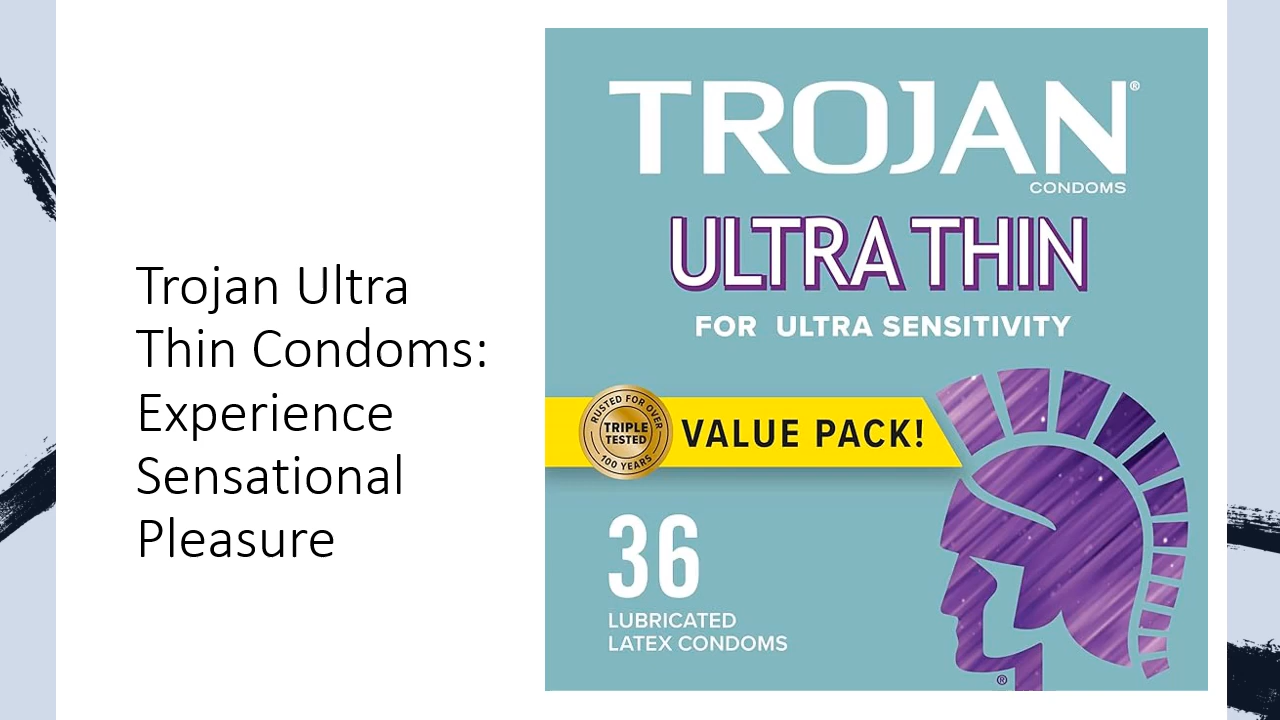 Trojan Ultra
Thin Condoms:
Experience
Sensational
Pleasure
TROJAN®
CONDOMS
ULTRA THIN
FOR ULTRA SENSITIVITY
RUSTED FOR OVER
TRIPLE
TESTED
100 YEARS
VALUE PACK!
36
LUBRICATED
LATEX CONDOMS
®